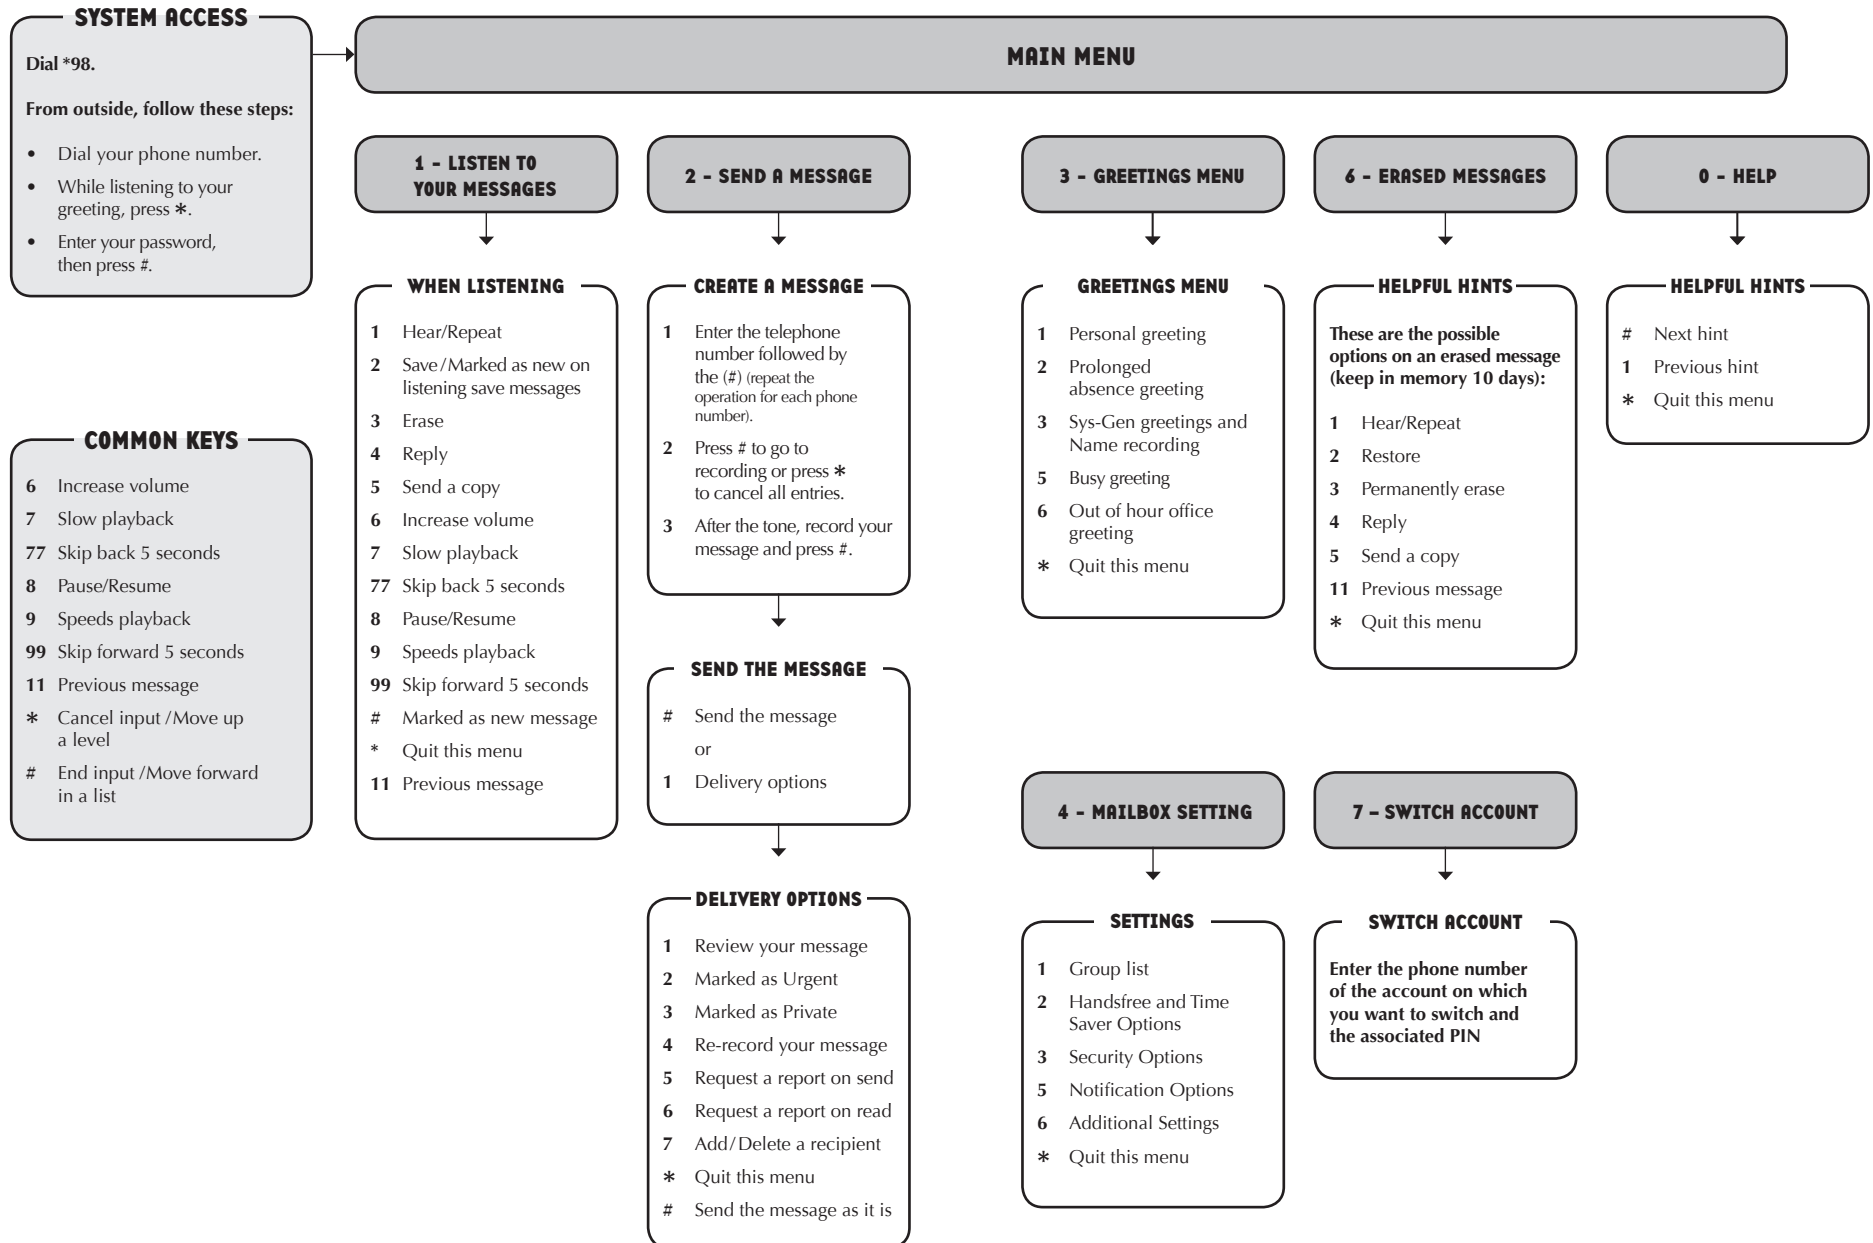 SYSTEM ACCESS
Dial *98.
From outside, follow these steps:
• Dial your phone number.
• While listening to your
greeting, press *.
• Enter your password,
then press #.
COMMON KEYS
6 Increase volume
7 Slow playback
77 Skip back 5 seconds
8 Pause/Resume
9 Speeds playback
99 Skip forward 5 seconds
11 Previous message
* Cancel input /Move up
a level
# End input /Move forward
in a list
MAIN MENU
1 - LISTEN TO
YOUR MESSAGES
WHEN LISTENING
1 Hear/Repeat
2 Save/Marked as new on
listening save messages
3 Erase
4 Reply
5 Send a copy
6 Increase volume
7 Slow playback
77 Skip back 5 seconds
8 Pause/Resume
9 Speeds playback
99 Skip forward 5 seconds
# Marked as new message
* Quit this menu
11 Previous message
2 - SEND A MESSAGE
CREATE A MESSAGE
1 Enter the telephone
number followed by
the (#) (repeat the
operation for each phone
number).
2 Press # to go to
recording or press *
to cancel all entries.
3 After the tone, record your
message and press #.
SEND THE MESSAGE
# Send the message
or
1 Delivery options
DELIVERY OPTIONS
1 Review your message
2 Marked as Urgent
3 Marked as Private
4 Re-record your message
5 Request a report on send
6 Request a report on read
7 Add/Delete a recipient
* Quit this menu
# Send the message as it is
3 - GREETINGS MENU
GREETINGS MENU
1 Personal greeting
2 Prolonged
absence greeting
3 Sys-Gen greetings and
Name recording
5 Busy greeting
6 Out of hour office
greeting
* Quit this menu
6 - ERASED MESSAGES
HELPFUL HINTS
These are the possible
options on an erased message
(keep in memory 10 days):
1 Hear/Repeat
2 Restore
3 Permanently erase
4 Reply
5 Send a copy
11 Previous message
* Quit this menu
0 - HELP
HELPFUL HINTS
# Next hint
1 Previous hint
* Quit this menu
4 - MAILBOX SETTING
SETTINGS
1 Group list
2 Handsfree and Time
Saver Options
3 Security Options
5 Notification Options
6 Additional Settings
* Quit this menu
7 – SWITCH ACCOUNT
SWITCH ACCOUNT
Enter the phone number
of the account on which
you want to switch and
the associated PIN